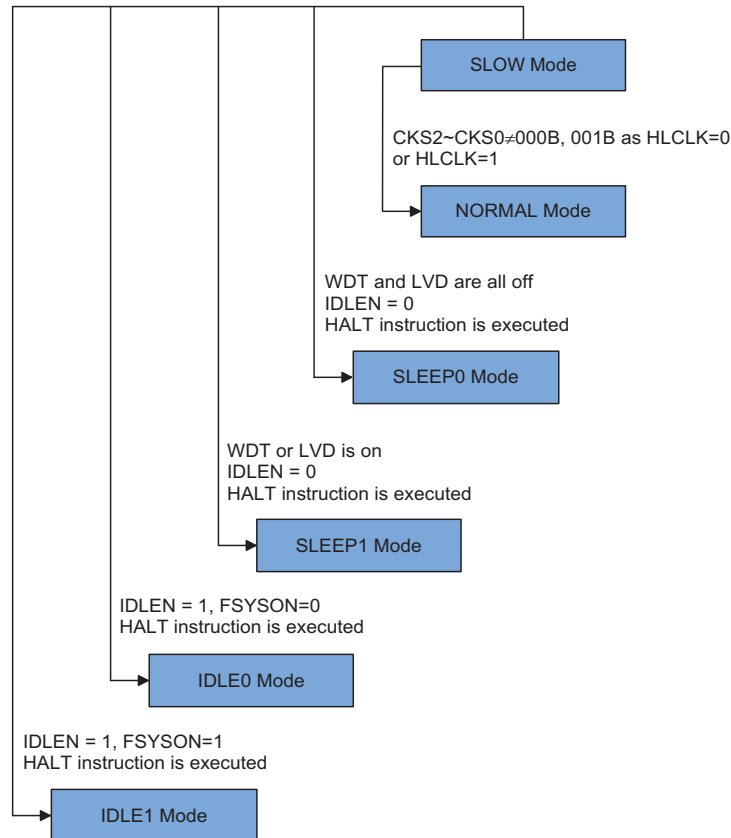 SLOW Mode
CKS2~CKS0≠000B, 001B as HLCLK=0
or HLCLK=1
NORMAL Mode
WDT and LVD are all off
IDLEN = 0
HALT instruction is executed
SLEEP0 Mode
WDT or LVD is on
IDLEN = 0
HALT instruction is executed
SLEEP1 Mode
IDLEN = 1, FSYSON=0
HALT instruction is executed
IDLE0 Mode
IDLEN = 1, FSYSON=1
HALT instruction is executed
IDLE1 Mode